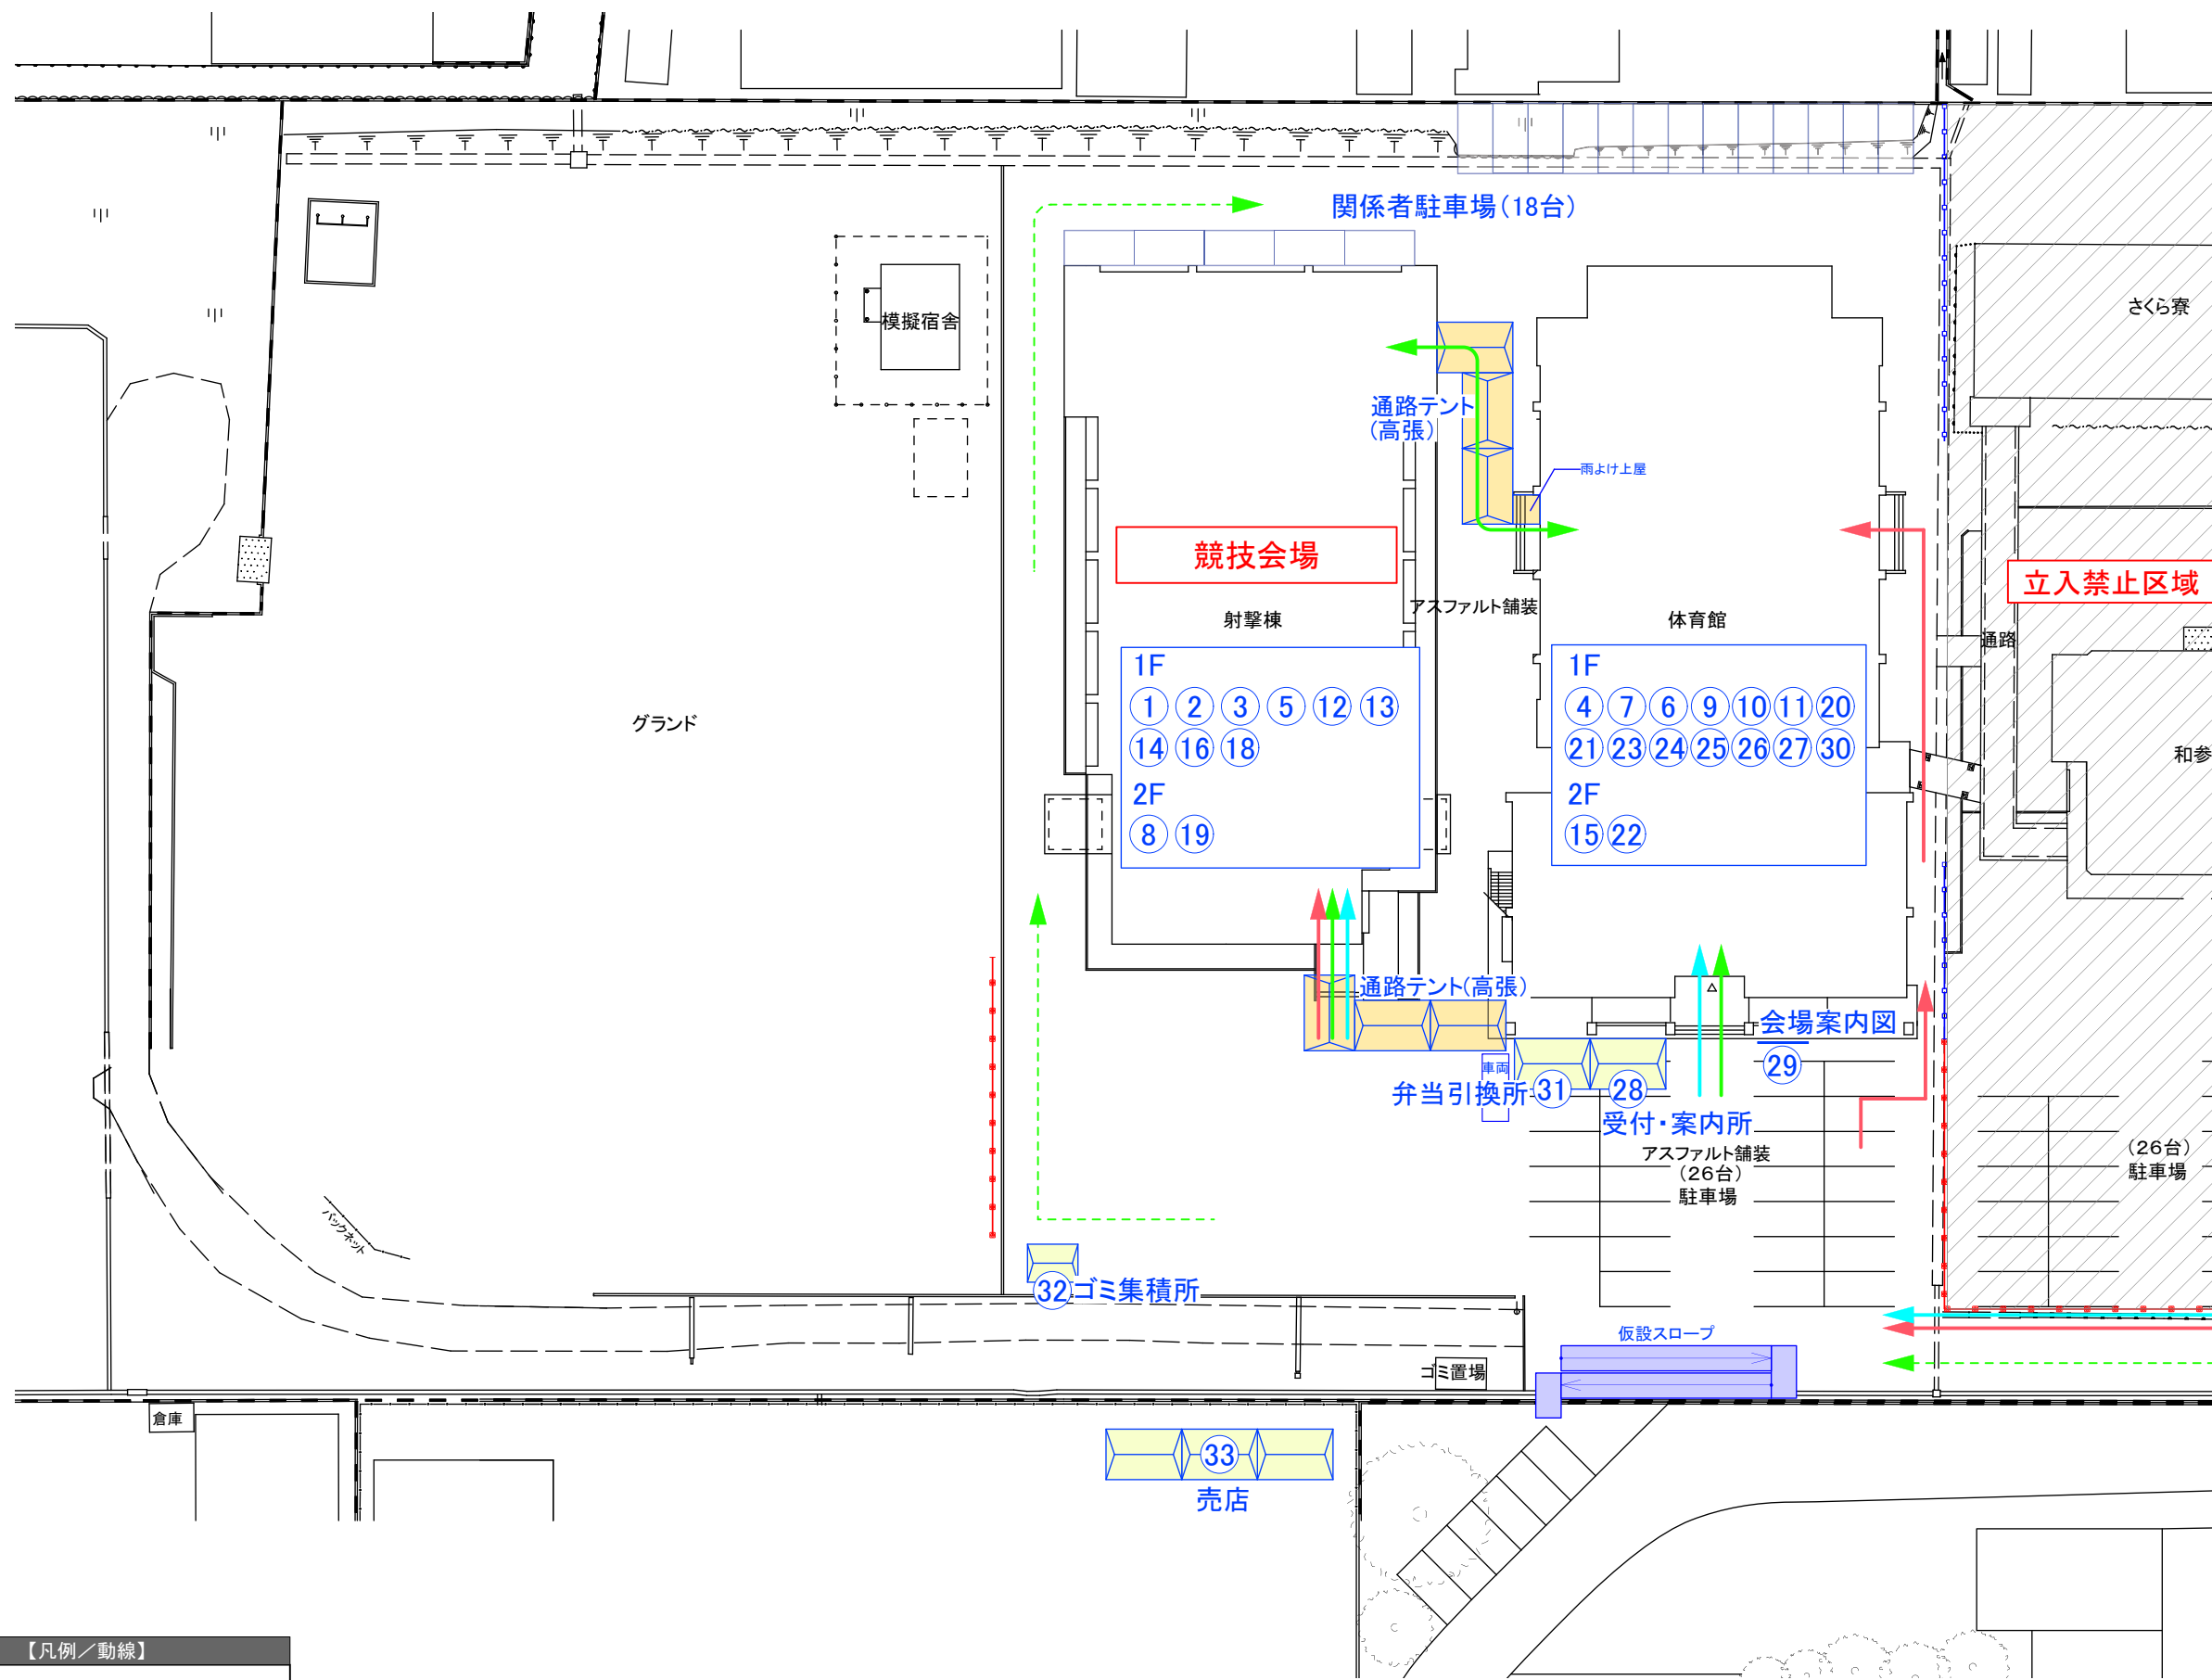 関係者駐車場(18台)
さくら寮
模擬宿舎
通路テント
(高張)
雨よけ上屋
競技会場
立入禁止区域
射撃棟
アスファルト舗装
体育館
通路
1F
① ② ③ ⑤ ⑫ ⑬
⑭ ⑯ ⑱
2F
⑧ ⑲
1F
④ ⑦ ⑥ ⑨ ⑩ ⑪ ⑳
㉑ ㉓ ㉔ ㉕ ㉖ ㉗ ㉚
2F
⑮ ㉒
グランド
和参
通路テント(高張)
会場案内図
㉙
車両
弁当引換所 ㉛ ㉘
受付・案内所
アスファルト舗装
(26台)
駐車場
(26台)
駐車場
バックネット
㉜ ゴミ集積所
仮設スロープ
ゴミ置場
倉庫
㉝
売店
【凡例／動線】